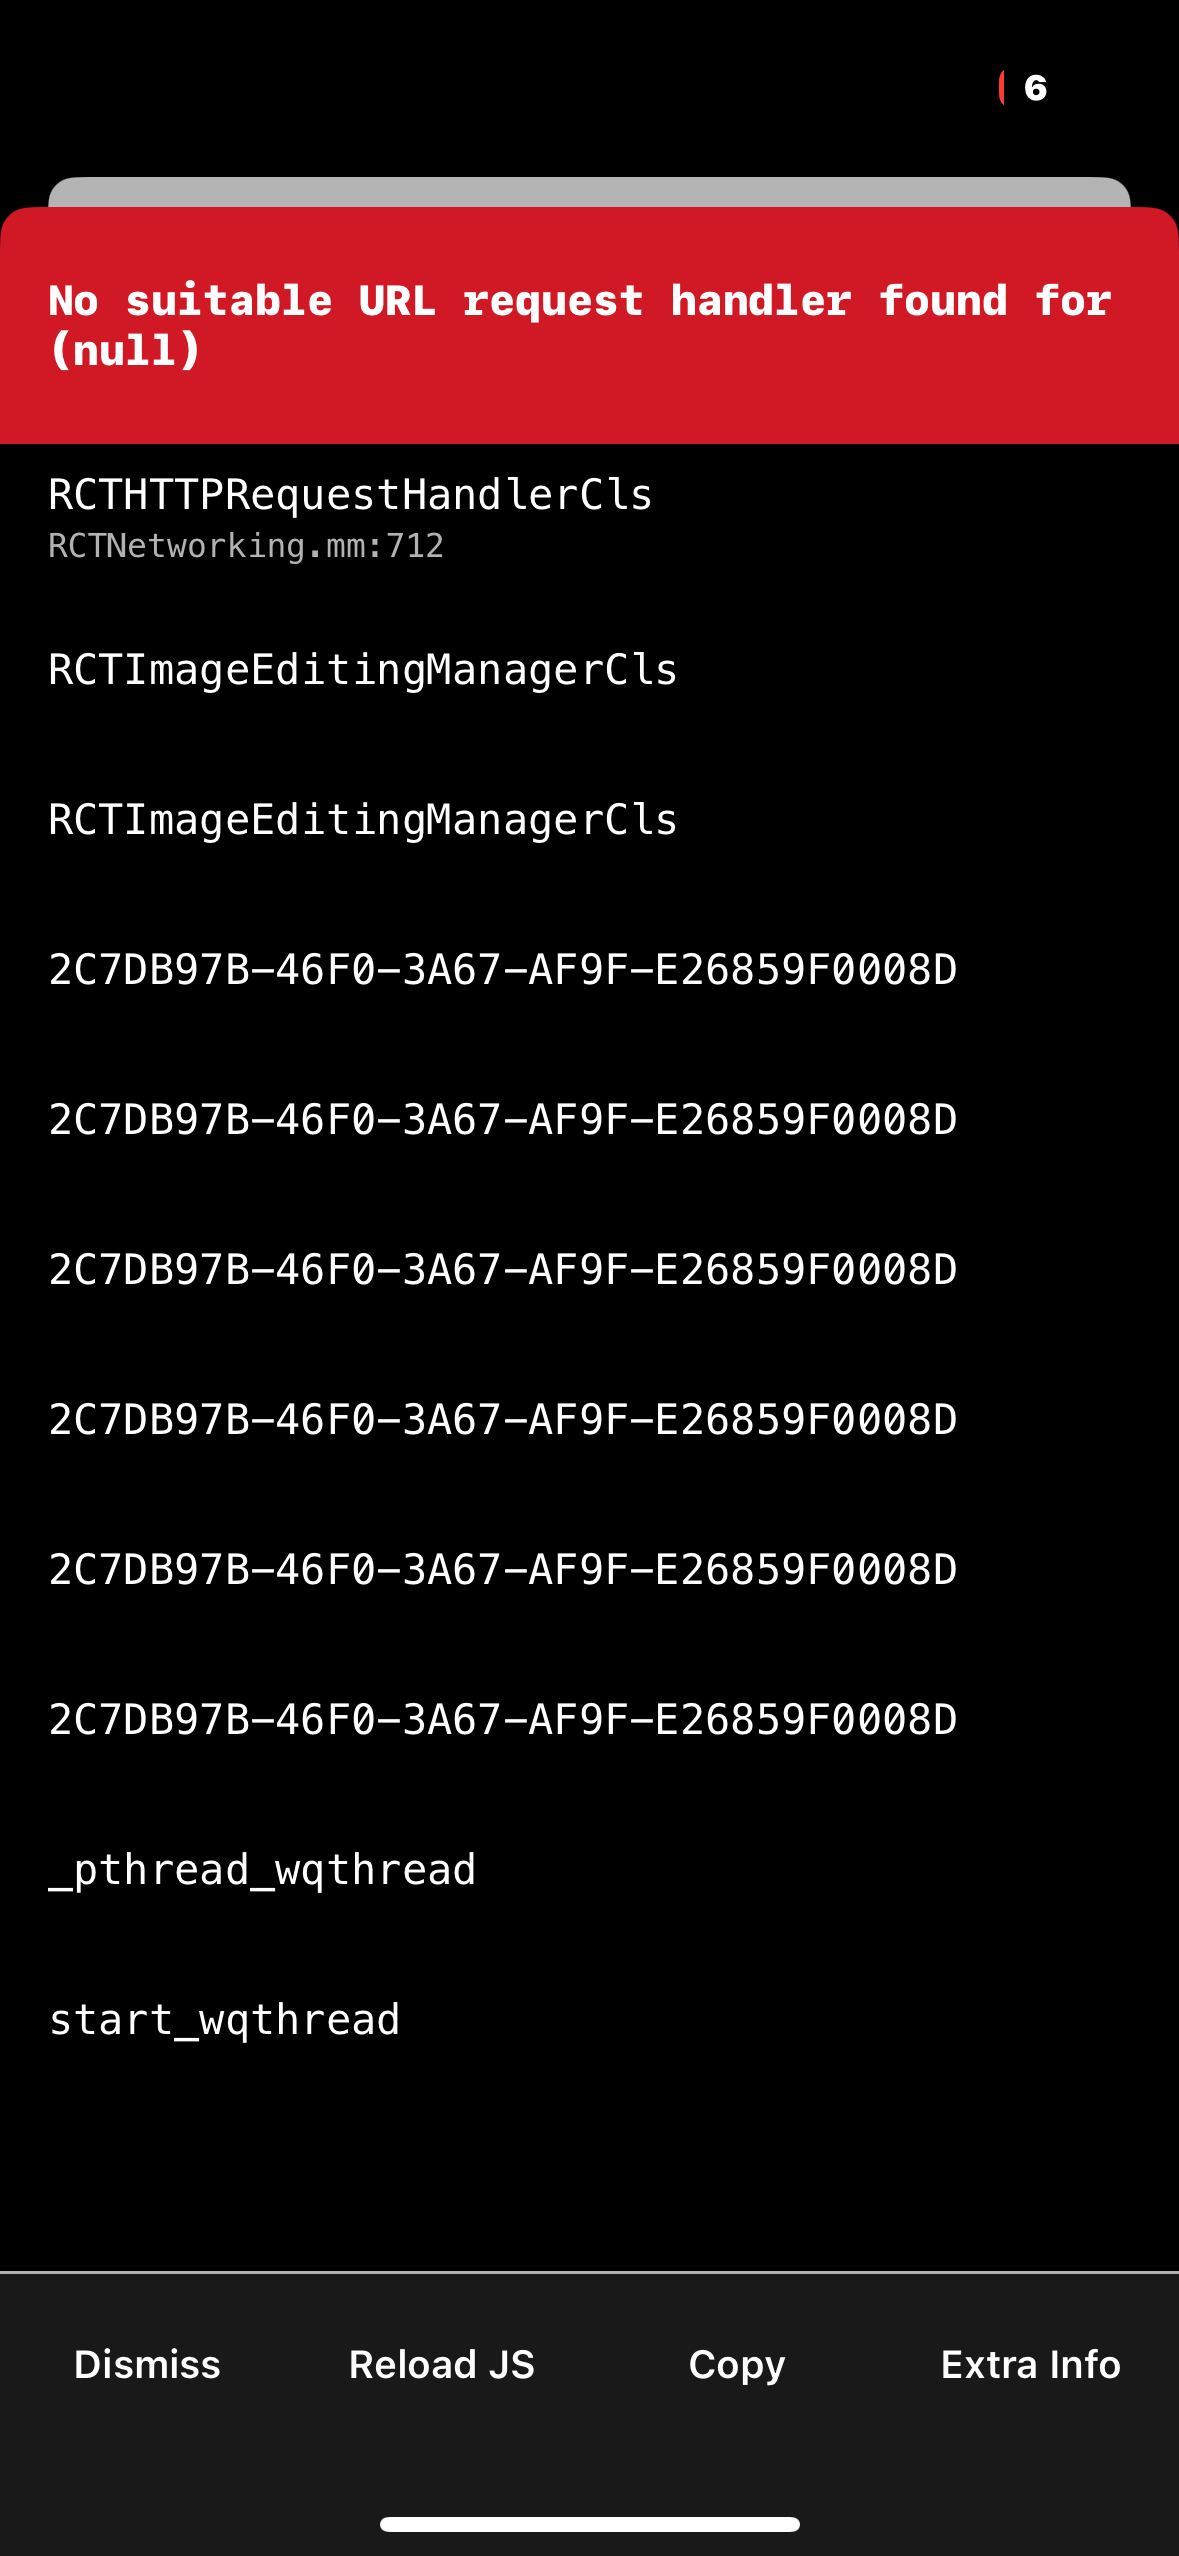 6
No suitable URL request handler found for
(null)
RCTHTTPRequestHandlerCls
RCTNetworking.mm:712
RCTImageEditingManagerCls
RCTImageEditingManagerCls
2C7DB97B-46F0-3A67-AF9F-E26859F0008D
2C7DB97B-46F0-3A67-AF9F-E26859F0008D
2C7DB97B-46F0-3A67-AF9F-E26859F0008D
2C7DB97B-46F0-3A67-AF9F-E26859F0008D
2C7DB97B-46F0-3A67-AF9F-E26859F0008D
2C7DB97B-46F0-3A67-AF9F-E26859F0008D
_pthread_wqthread
start_wqthread
Dismiss Reload JS Copy Extra Info